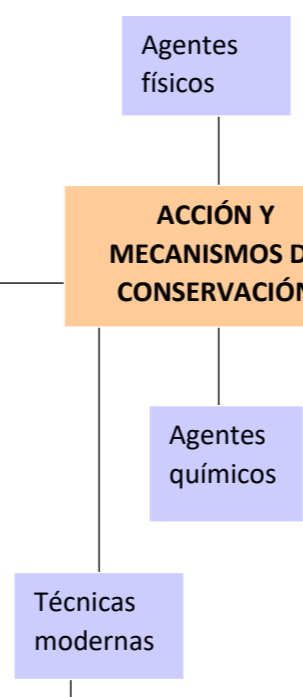 Agentes
físicos
ACCIÓN Y
MECANISMOS D
CONSERVACIÓN
Agentes
químicos
Técnicas
modernas